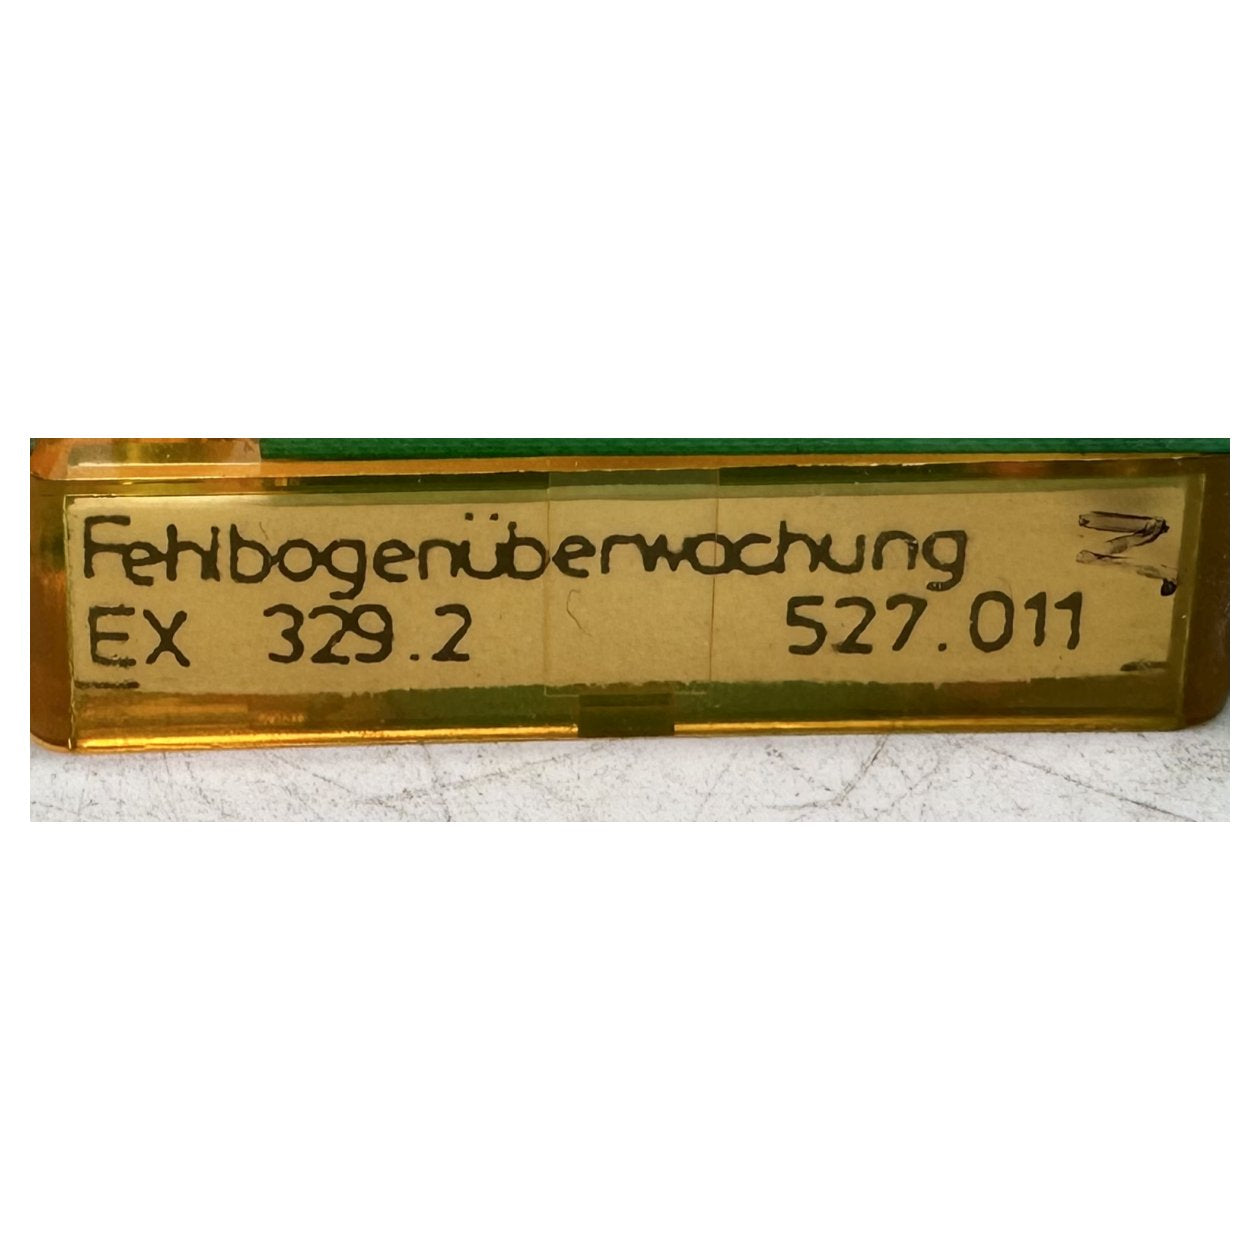 Fehlbogenüberwachung
EX 329.2 527.011